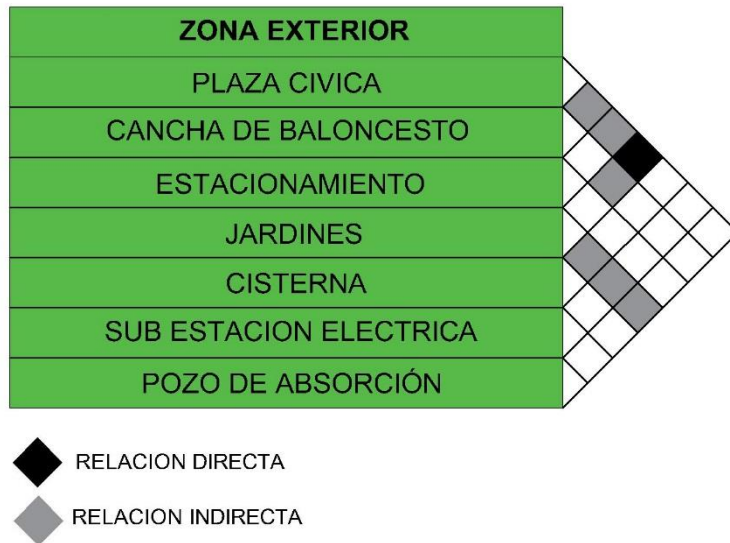 ZONA EXTERIOR
PLAZA CIVICA
CANCHA DE BALONCESTO
ESTACIONAMIENTO
JARDINES
CISTERNA
SUB ESTACION ELECTRICA
POZO DE ABSORCIÓN
RELACION DIRECTA
RELACION INDIRECTA